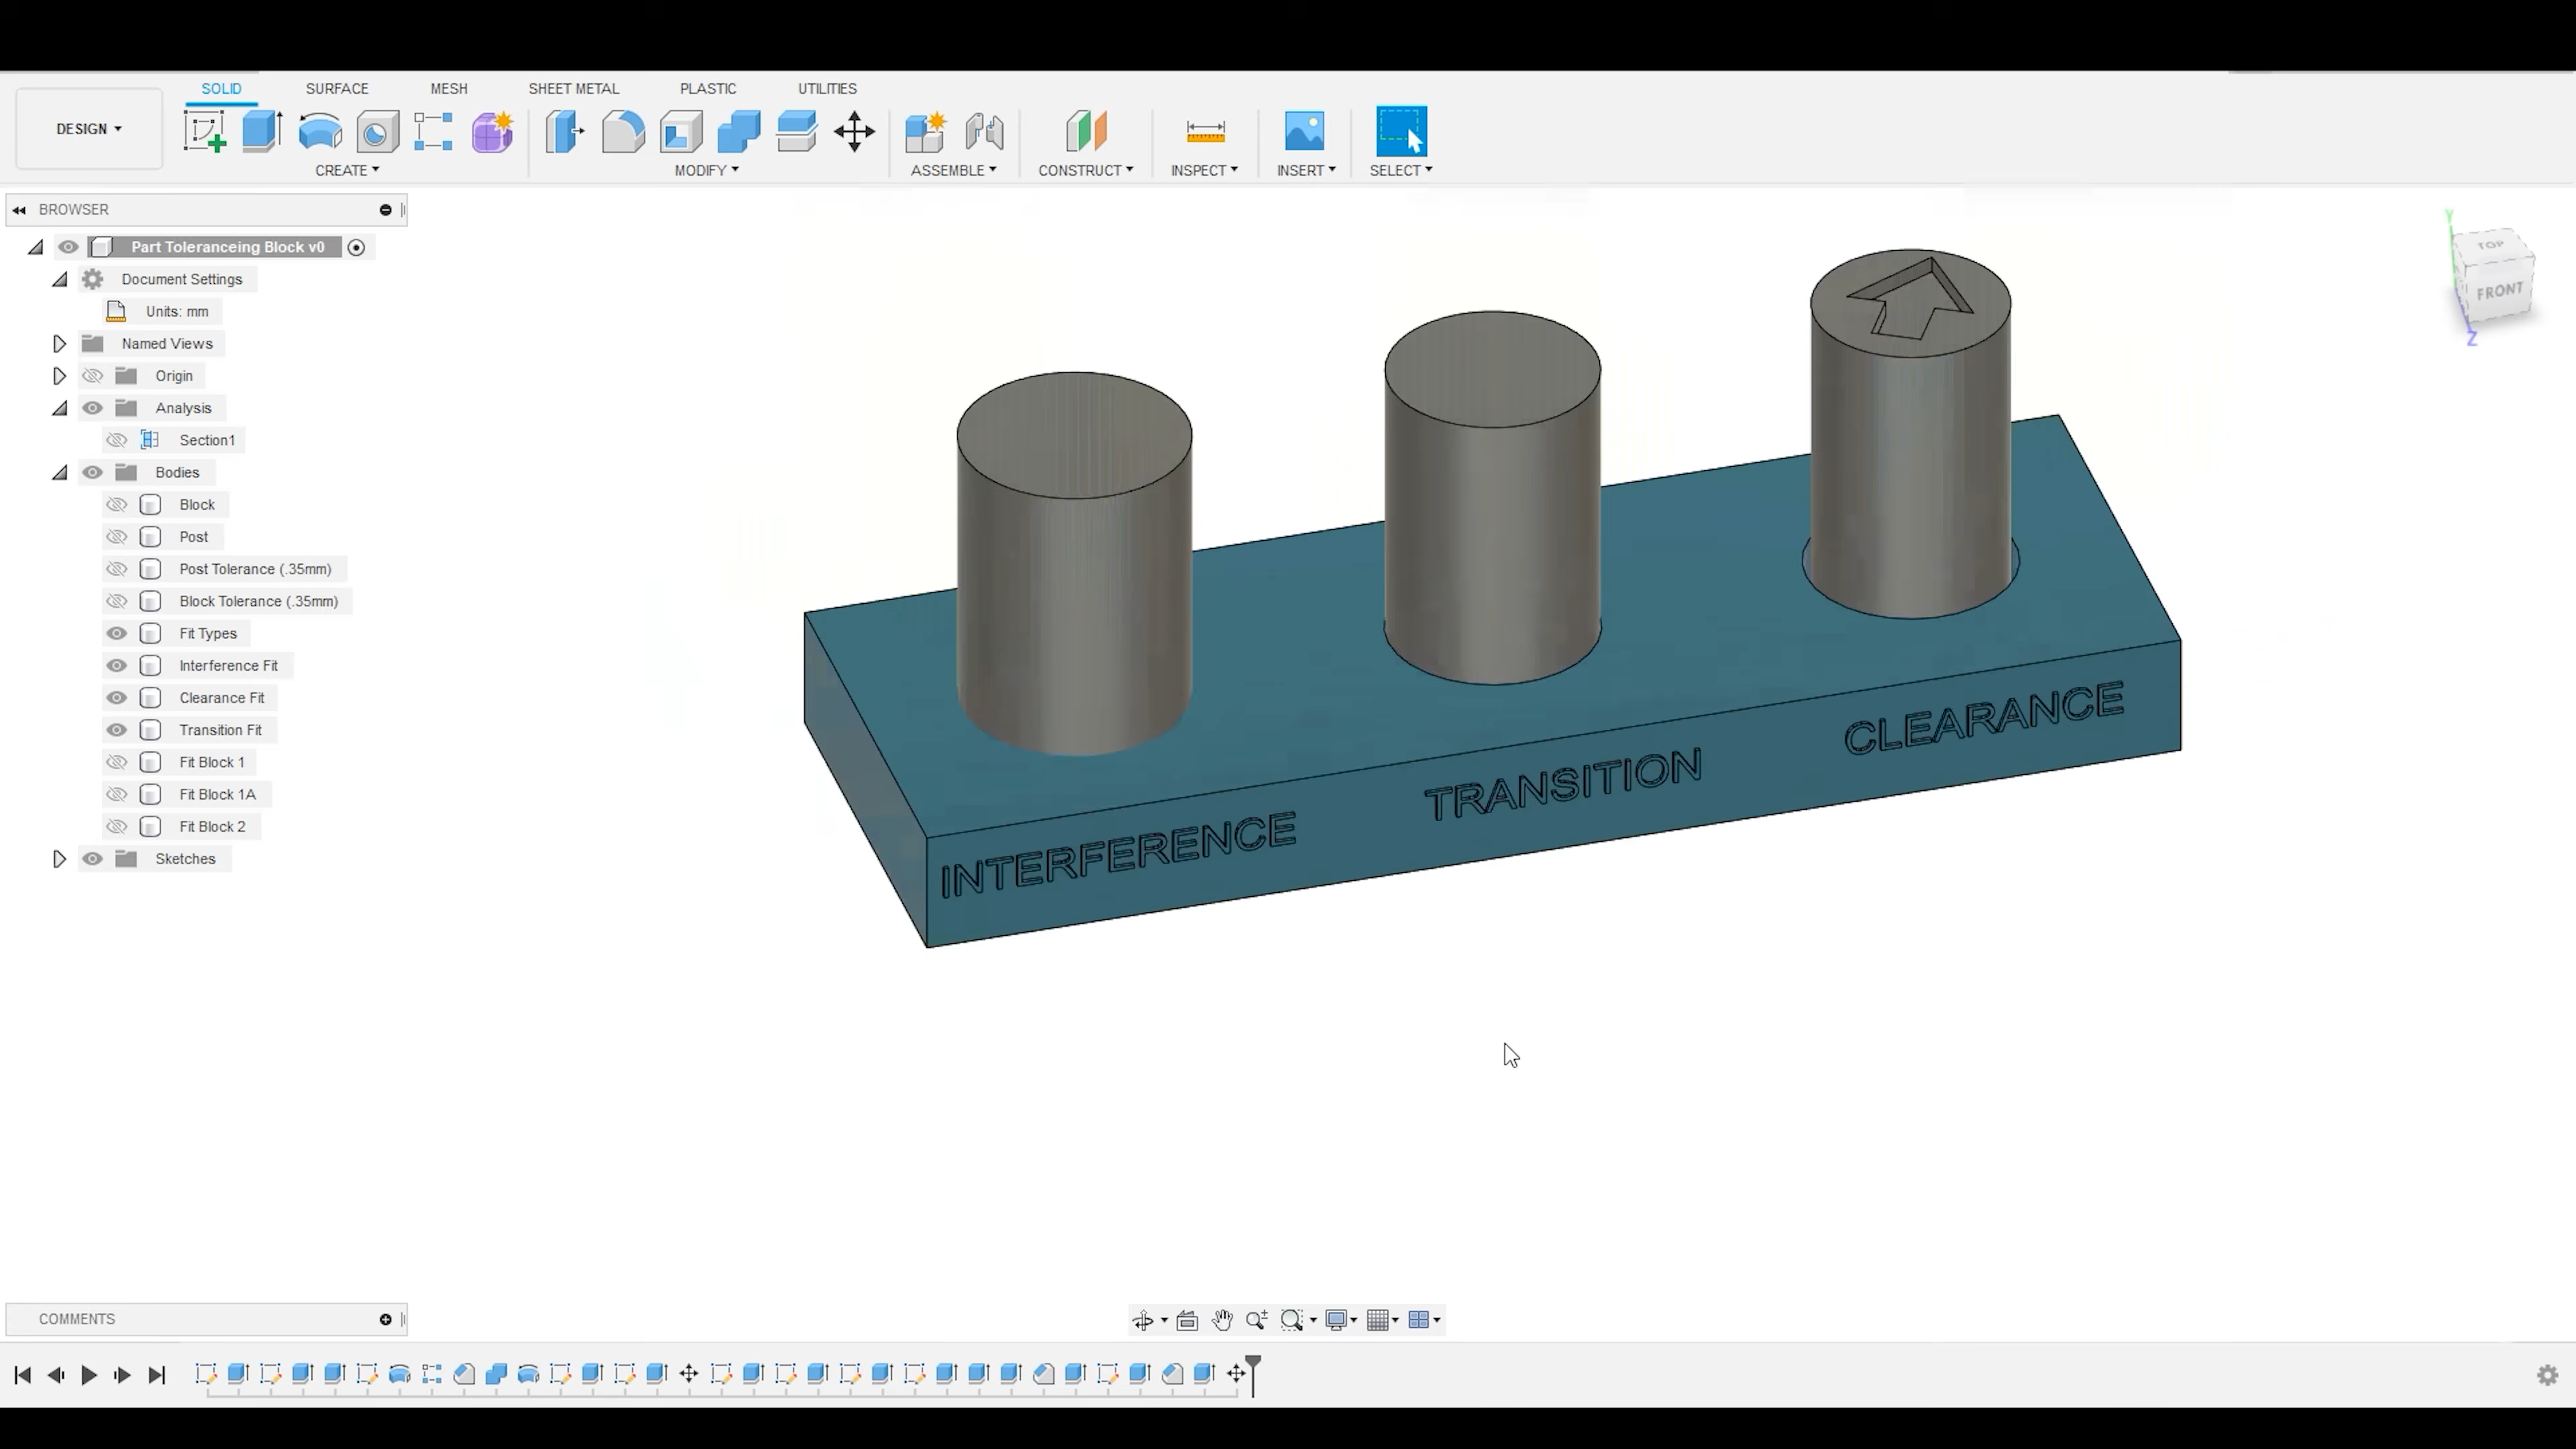 SOLID SURFACE MESH SHEET METAL PLASTIC UTILITIES
DESIGN
CREATE MODIFY ASSEMBLE CONSTRUCT INSPECT INSERT SELECT
BROWSER
Part Toleranceing Block v0
Document Settings
Units: mm
Named Views
Origin
Analysis
Section1
Bodies
Block
Post
Post Tolerance (.35mm)
Block Tolerance (.35mm)
Fit Types
Interference Fit
Clearance Fit
Transition Fit
Fit Block 1
Fit Block 1A
Fit Block 2
Sketches
Y
TOP
FRONT
Z
INTERFERENCE
TRANSITION
CLEARANCE
COMMENTS